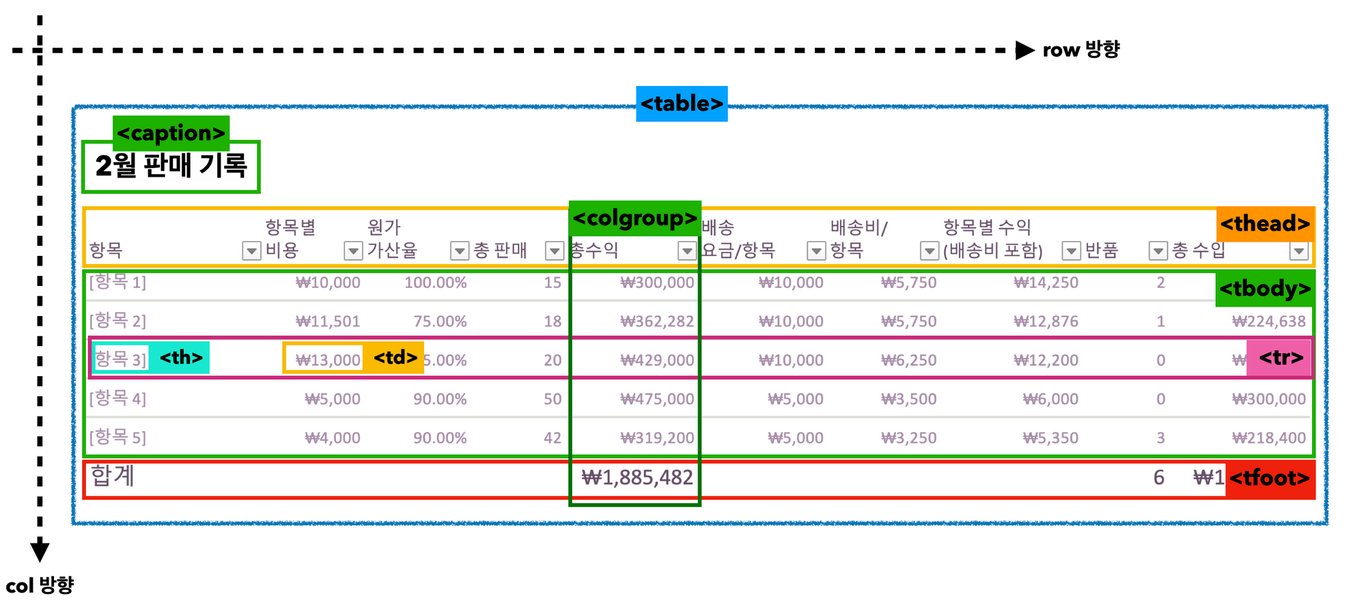 row 방향
<table>
<caption>
2월 판매 기록
<colgroup>
<thead>
항목별 원가 배송 배송비/ 항목별 수익
항목 비용 가산율 총 판매 총수익 요금/항목 항목 (배송비 포함) 반품 총 수입
<tbody>
[항목 1] ₩10,000 100.00% 15 ₩300,000 ₩10,000 ₩5,750 ₩14,250 2
[항목 2] ₩11,501 75.00% 18 ₩362,282 ₩10,000 ₩5,750 ₩12,876 1 ₩224,638
항목 3] <th> ₩13,000 <td> 5.00% 20 ₩429,000 ₩10,000 ₩6,250 ₩12,200 0 ₩ <tr>
[항목 4] ₩5,000 90.00% 50 ₩475,000 ₩5,000 ₩3,500 ₩6,000 0 ₩300,000
[항목 5] ₩4,000 90.00% 42 ₩319,200 ₩5,000 ₩3,250 ₩5,350 3 ₩218,400
합계 ₩1,885,482 6 ₩1 <tfoot>
col 방향